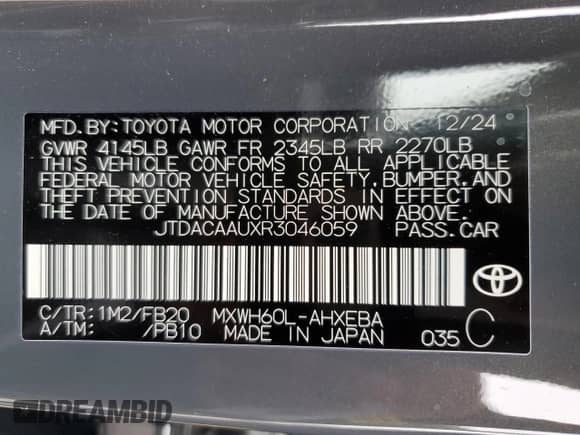 MFD.BY:TOYOTA MOTOR CORPORATION 12/24
GVWR 4145LB GAWR FR 2345LB RR 2270LB
THIS VEHICLE CONFORMS TO ALL APPLICABLE
FEDERAL MOTOR VEHICLE SAFETY,BUMPER,AND
THEFT PREVENTION STANDARDS IN EFFECT ON
THE DATE OF MANUFACTURE SHOWN ABOVE.
JTDACAAUXR3046059 PASS.CAR
C/TR:1M2/FB20 MXWH60L-AHXEBA
A/TM: /PB10 MADE IN JAPAN 035 C
DREAMBID